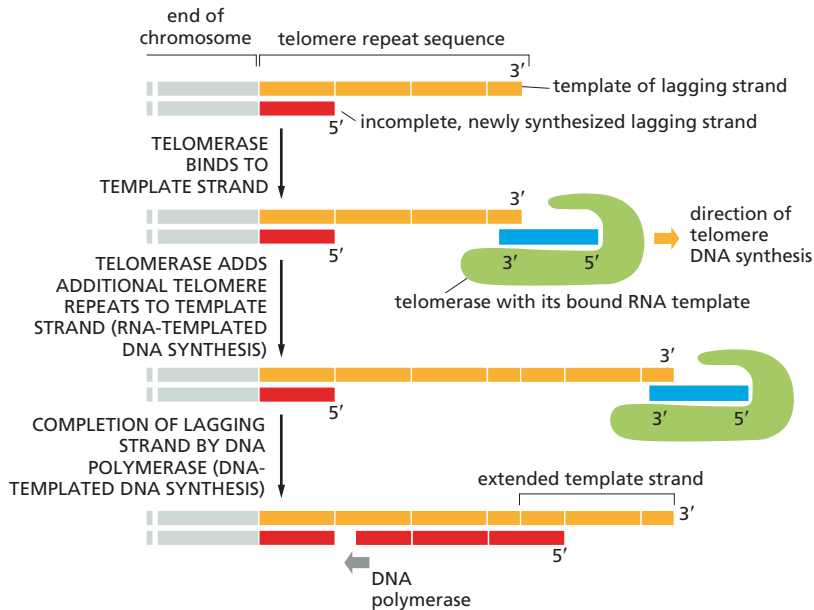 end of
chromosome
telomere repeat sequence
3′
template of lagging strand
incomplete, newly synthesized lagging strand
5′
TELOMERASE
BINDS TO
TEMPLATE STRAND
3′
5′
3′
5′
direction of
telomere
DNA synthesis
telomerase with its bound RNA template
TELOMERASE ADDS
ADDITIONAL TELOMERE
REPEATS TO TEMPLATE
STRAND (RNA-TEMPLATED
DNA SYNTHESIS)
3′
5′
3′
5′
COMPLETION OF LAGGING
STRAND BY DNA
POLYMERASE (DNA-
TEMPLATED DNA SYNTHESIS)
extended template strand
3′
5′
DNA
polymerase